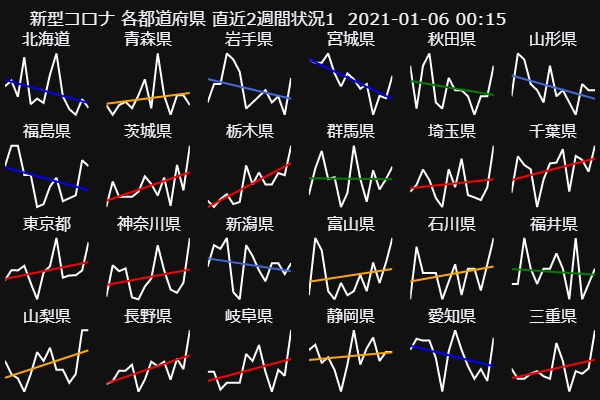 新型コロナ 各都道府県 直近2週間状況1 2021-01-06 00:15
北海道 青森県 岩手県 宮城県 秋田県 山形県
福島県 茨城県 栃木県 群馬県 埼玉県 千葉県
東京都 神奈川県 新潟県 富山県 石川県 福井県
山梨県 長野県 岐阜県 静岡県 愛知県 三重県